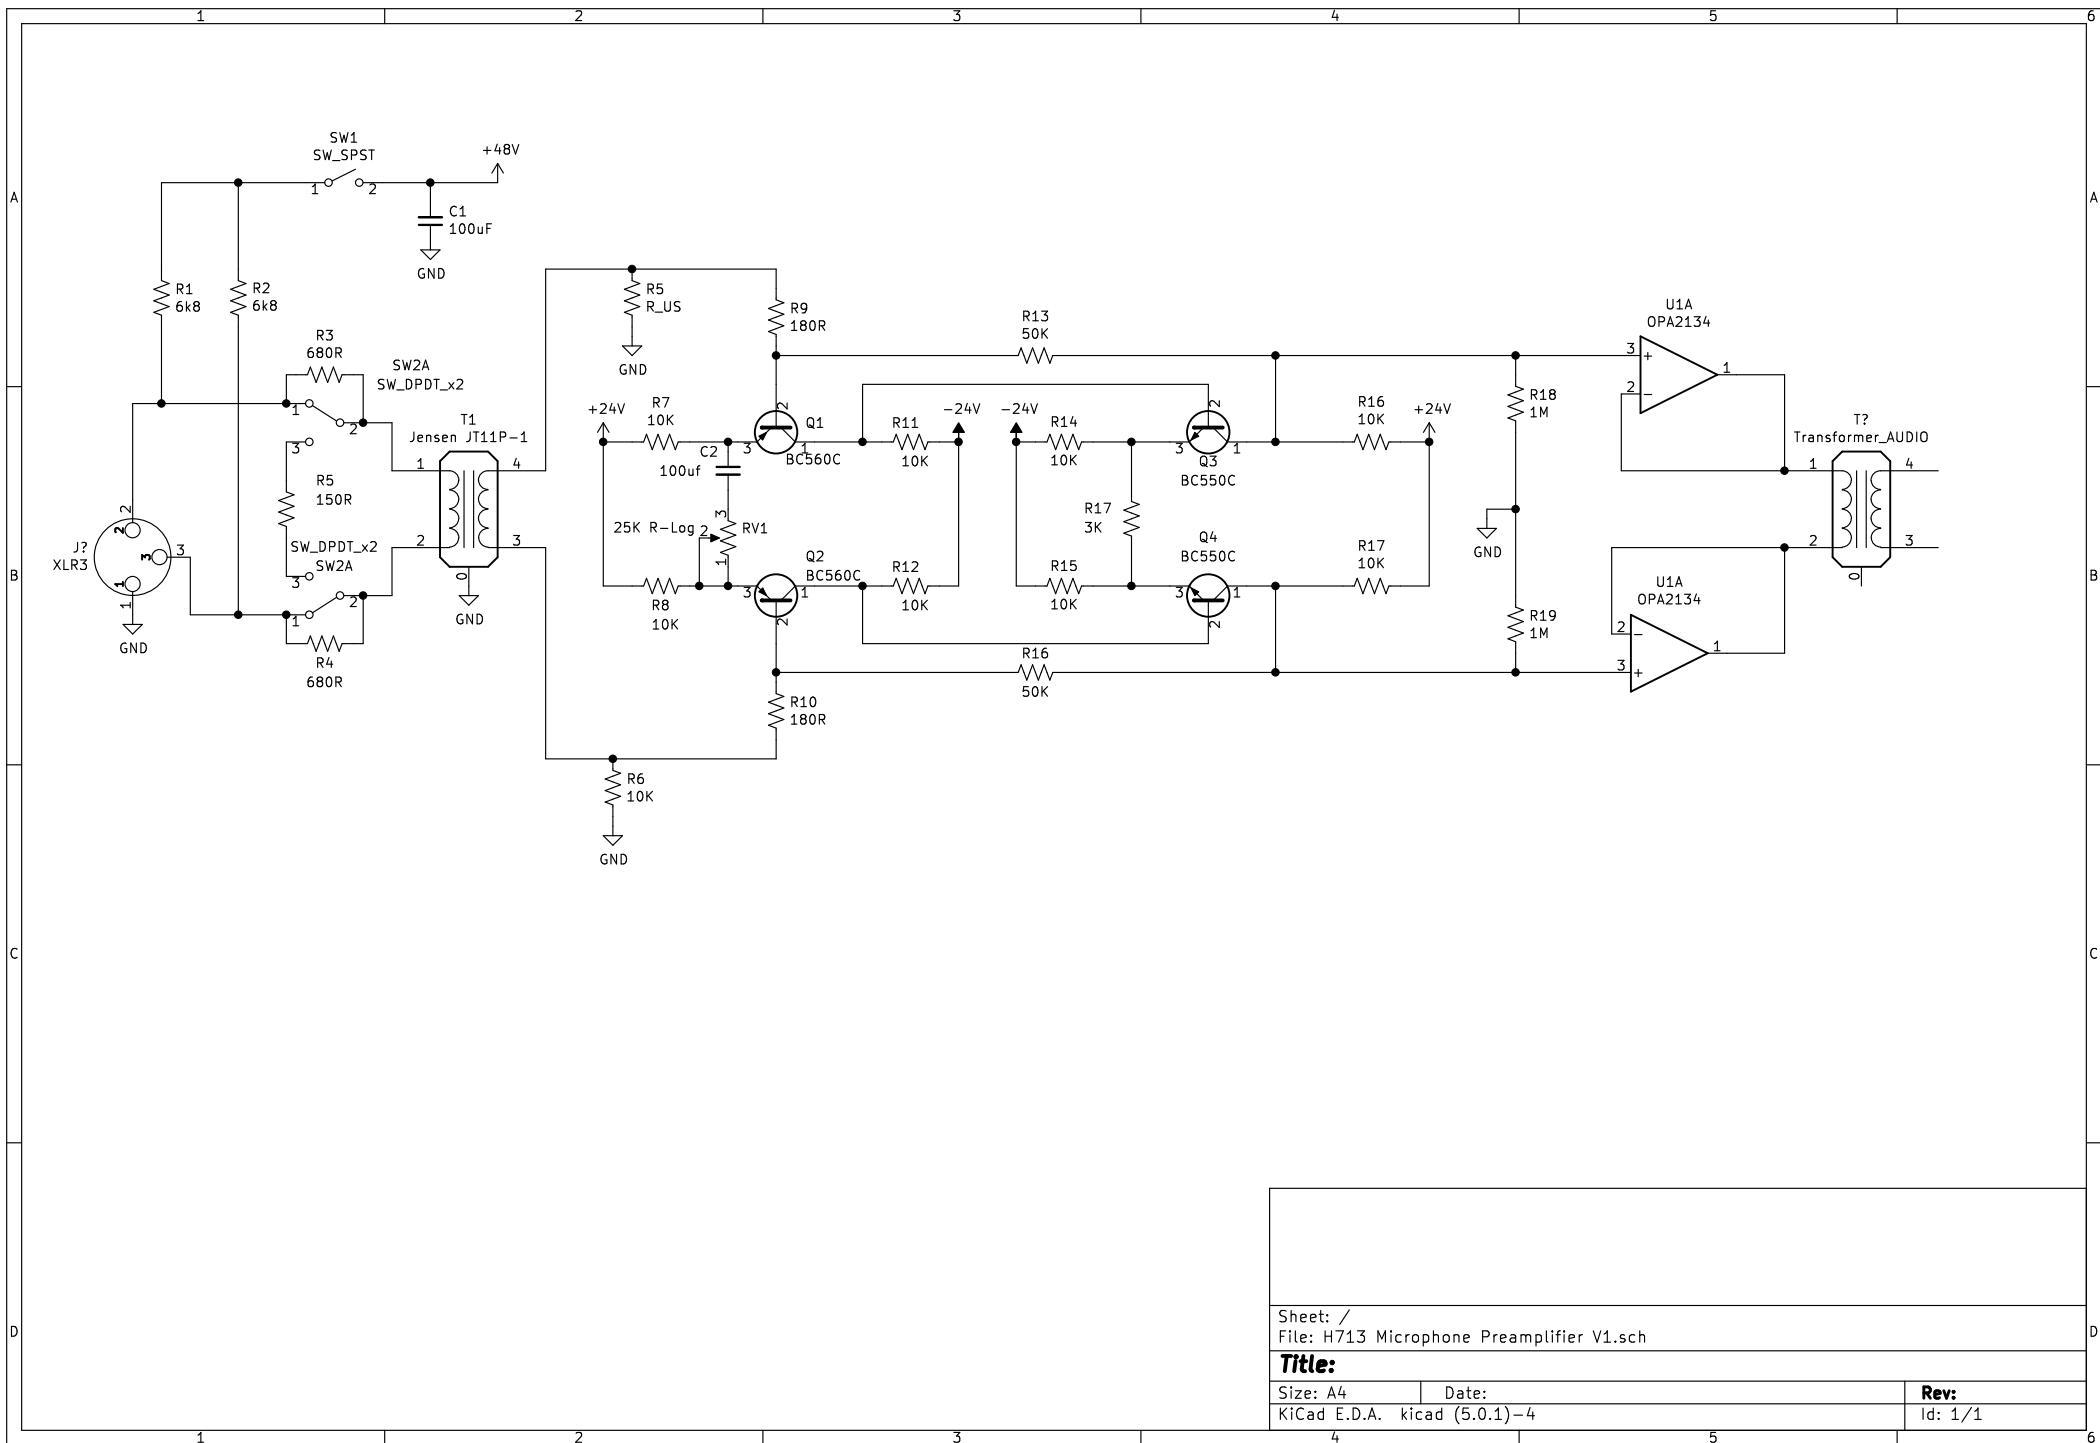 1 2 3 4 5 6
A
A
SW1
SW_SPST
1 2
+48V
C1
100uF
GND
R1
6k8
R2
6k8
R3
680R
SW2A
SW_DPDT_x2
1
2
3
R5
150R
SW_DPDT_x2
SW2A
3
2
1
R4
680R
J?
XLR3
2
2
3
3
1
1
GND
T1
Jensen JT11P-1
1 4
2 3
0
GND
R5
R_US
GND
R6
10K
GND
R9
180R
R10
180R
+24V
R7
10K
C2
100uf
25K R-Log
RV1
3
2
1
R8
10K
Q1
BC560C
2
3
1
Q2
BC560C
3
1
2
R11
10K
-24V
R12
10K
R13
50K
-24V
R14
10K
R17
3K
R15
10K
R16
50K
Q3
BC550C
2
3
1
Q4
BC550C
3
1
2
R16
10K
+24V
R17
10K
R18
1M
GND
R19
1M
U1A
OPA2134
3
+
2
-
1
U1A
OPA2134
2
-
3
+
1
T?
Transformer_AUDIO
1 4
2 3
0
B
B
C
C
D
D
Sheet: /
File: H713 Microphone Preamplifier V1.sch
Title:
Size: A4 Date: Rev:
KiCad E.D.A. kicad (5.0.1)-4 Id: 1/1
1 2 3 4 5 6